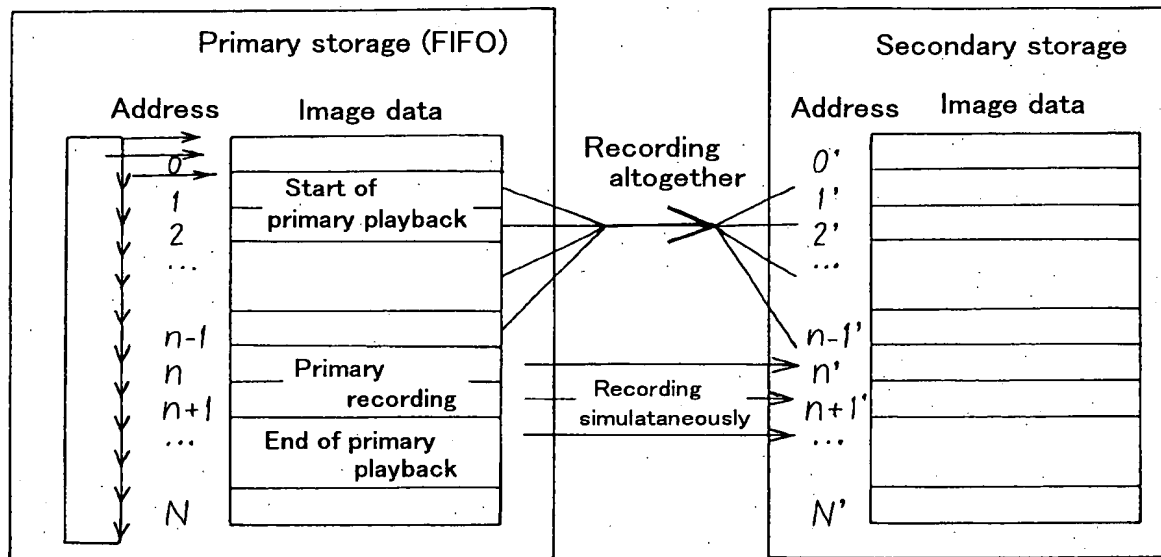 Primary storage (FIFO)
Address
Image data
0
1
2
...
n-1
n
n+1
...
N
Start of
primary playback
Primary
recording
End of primary
playback
Recording
altogether
Recording
simulataneously
Secondary storage
Address
Image data
0'
1'
2'
...
n-1'
n'
n+1'
...
N'